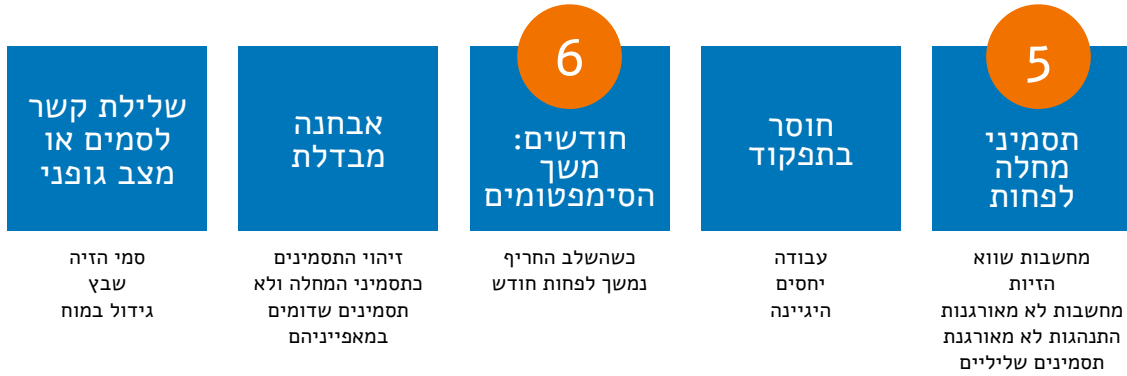 5
תסמיני
מחלה
לפחות
מחשבות שווא
הזיות
מחשבות לא מאורגנות
התנהגות לא מאורגנת
תסמינים שליליים
חוסר
בתפקוד
עבודה
יחסים
היגיינה
6
חודשים:
משך
הסימפטומים
כשהשלב החריף
נמשך לפחות חודש
אבחנה
מבדלת
זיהוי התסמינים
כתסמיני המחלה ולא
תסמינים שדומים
במאפייניהם
שלילת קשר
לסמים או
מצב גופני
סמי הזיה
שבץ
גידול במוח